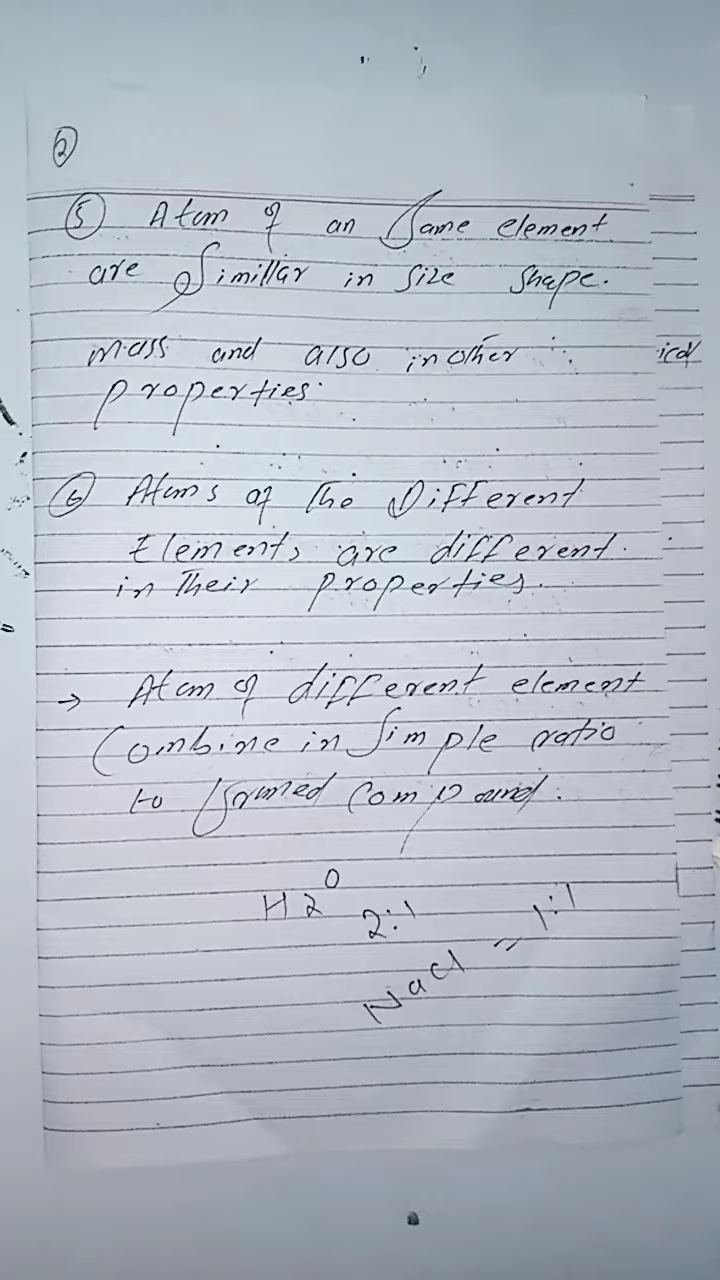 ②
⑤ Atom of an Same element
are Simillar in Size Shape.
mass and also in other
ical
properties.
⑥ Atoms of The Different
Elements are different.
in Their properties.
→ Atom of different element
Combine in Simple ratio
to formed Compound.
H2O
2:1
NaCl = 1:1